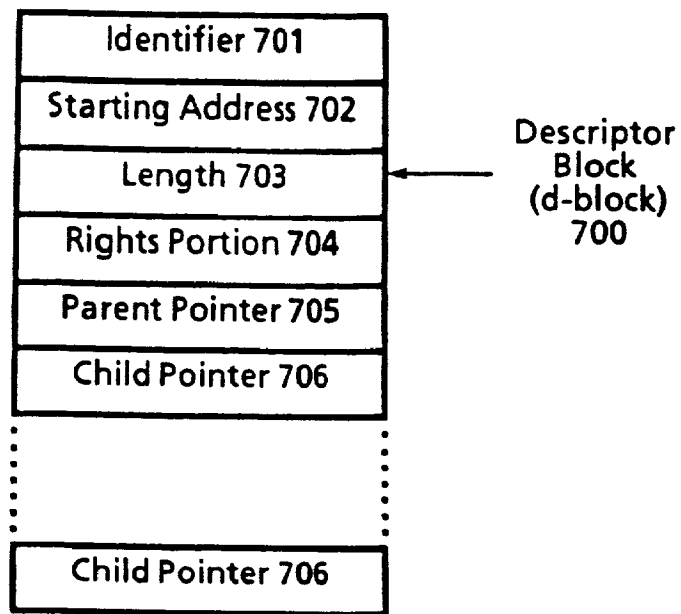 Identifier 701
Starting Address 702
Length 703
Rights Portion 704
Parent Pointer 705
Child Pointer 706
Child Pointer 706
Descriptor
Block
(d-block)
700